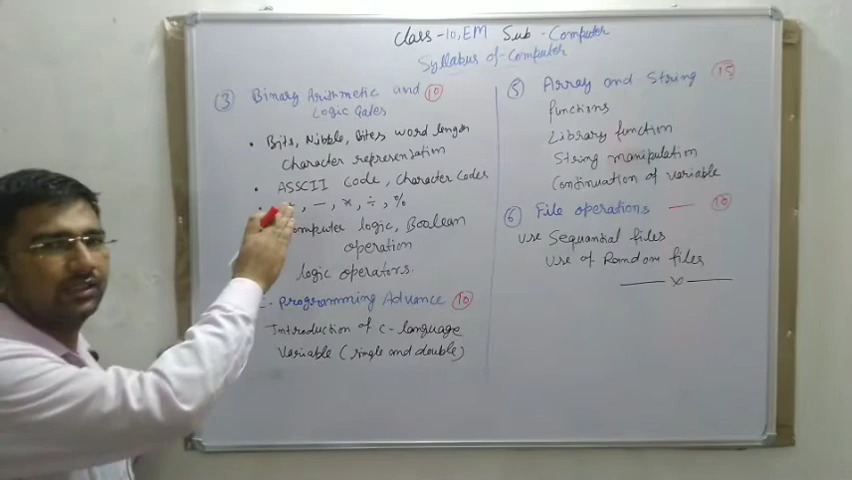 Class-10, EM Sub - Computer
Syllabus of - Computer
③ Binary Arithmetic and ⑩
Logic Gates
• Bits, Nibble, Bites word length
Character representation
• ASSCII Code, Character Codes
, -, *, ÷, %
Computer logic, Boolean
operation
logic operators.
C - Programming Advance ⑩
Introduction of C-language
Variable (single and double)
⑤ Array and String ⑮
functions
Library function
String manipulation
Continuation of variable
⑥ File operations — ⑩
Use Sequantial files
Use of Random files
—x—